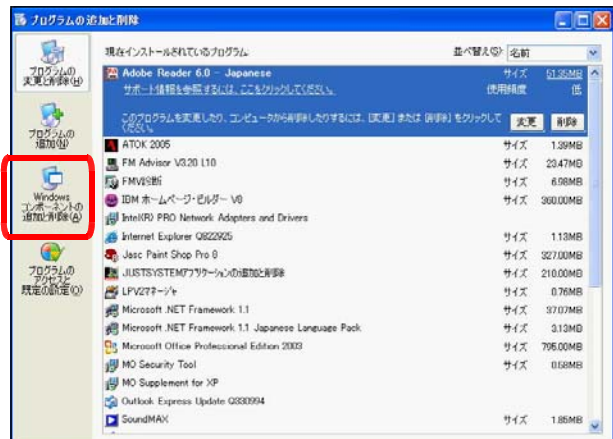 プログラムの追加と削除
現在インストールされているプログラム:
並べ替え(S): 名前
プログラムの
変更と削除(H)
プログラムの
追加(N)
Windows
コンポーネントの
追加と削除(A)
プログラムの
アクセスと
既定の設定(O)
Adobe Reader 6.0 - Japanese サイズ 51.35MB
サポート情報を参照するには、ここをクリックしてください。 使用頻度 低
このプログラムを変更したり、コンピュータから削除したりするには、[変更] または [削除] をクリックして
ください。
変更 削除
ATOK 2005 サイズ 1.39MB
FM Advisor V3.20 L10 サイズ 23.47MB
FMV診断 サイズ 6.98MB
IBM ホームページ・ビルダー V8 サイズ 360.00MB
Intel(R) PRO Network Adapters and Drivers
Internet Explorer Q822925 サイズ 1.13MB
Jasc Paint Shop Pro 8 サイズ 327.00MB
JUSTSYSTEMアプリケーションの追加と削除 サイズ 210.00MB
LPVマネージャ サイズ 0.76MB
Microsoft .NET Framework 1.1 サイズ 37.07MB
Microsoft .NET Framework 1.1 Japanese Language Pack サイズ 3.13MB
Microsoft Office Professional Edition 2003 サイズ 795.00MB
MO Security Tool サイズ 0.58MB
MO Supplement for XP
Outlook Express Update Q330994
SoundMAX サイズ 1.85MB